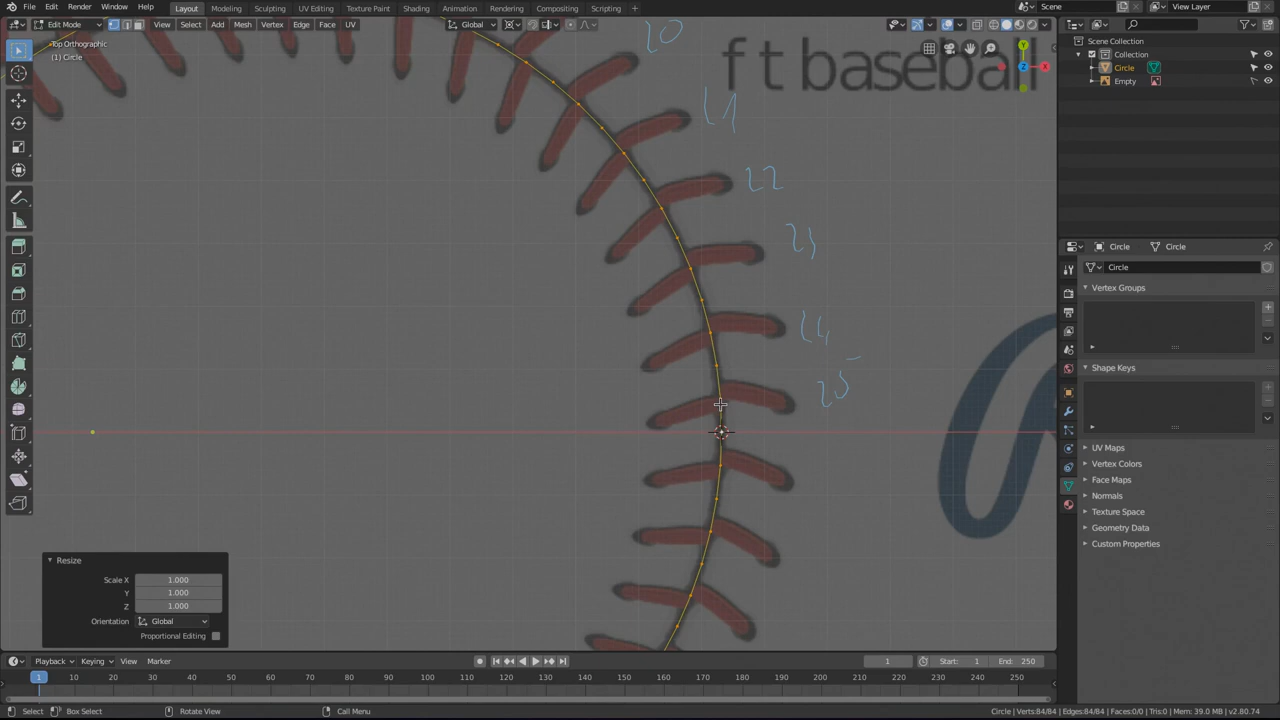 File Edit Render Window Help Layout Modeling Sculpting UV Editing Texture Paint Shading Animation Rendering Compositing Scripting + Scene View Layer
Edit Mode View Select Add Mesh Vertex Edge Face UV Global
Top Orthographic
(1) Circle
20
f t baseball
22
23
24
25
Y
X
Z
Scene Collection
Collection
Circle
Empty
Circle Circle
Circle
Vertex Groups
Shape Keys
UV Maps
Vertex Colors
Face Maps
Normals
Texture Space
Geometry Data
Custom Properties
Resize
Scale X 1.000
Y 1.000
Z 1.000
Orientation Global
Proportional Editing
Playback Keying View Marker 1 Start: 1 End: 250
1 10 20 30 40 50 60 70 80 90 100 110 120 130 140 150 160 170 180 190 200 210 220 230 240 250
Select Box Select Rotate View Call Menu Circle | Verts:84/84 | Edges:84/84 | Faces:0/0 | Tris:0 | Mem: 39.0 MB | v2.80.74